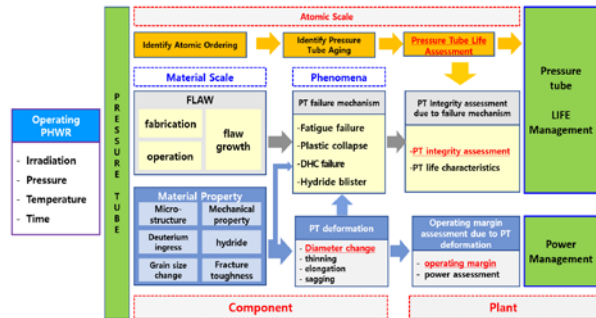 Atomic Scale
Identify Atomic Ordering
Identify Pressure
Tube Aging
Pressure Tube Life
Assessment
Material Scale
Phenomena
FLAW
fabrication
operation
flaw
growth
PT failure mechanism
-Fatigue failure
-Plastic collapse
-DHC failure
-Hydride blister
PT Integrity assessment
due to failure mechanism
-PT integrity assessment
-PT life characteristics
Pressure
tube
LIFE
Management
Operating
PHWR
- Irradiation
- Pressure
- Temperature
- Time
PRESSURE TUBE
Material Property
Micro-
structure
Mechanical
property
Deuterium
ingress
hydride
Grain size
change
Fracture
toughness
PT deformation
- Diameter change
- thinning
- elongation
- sagging
Operating margin
assessment due to PT
deformation
- operating margin
- power assessment
Power
Management
Component
Plant